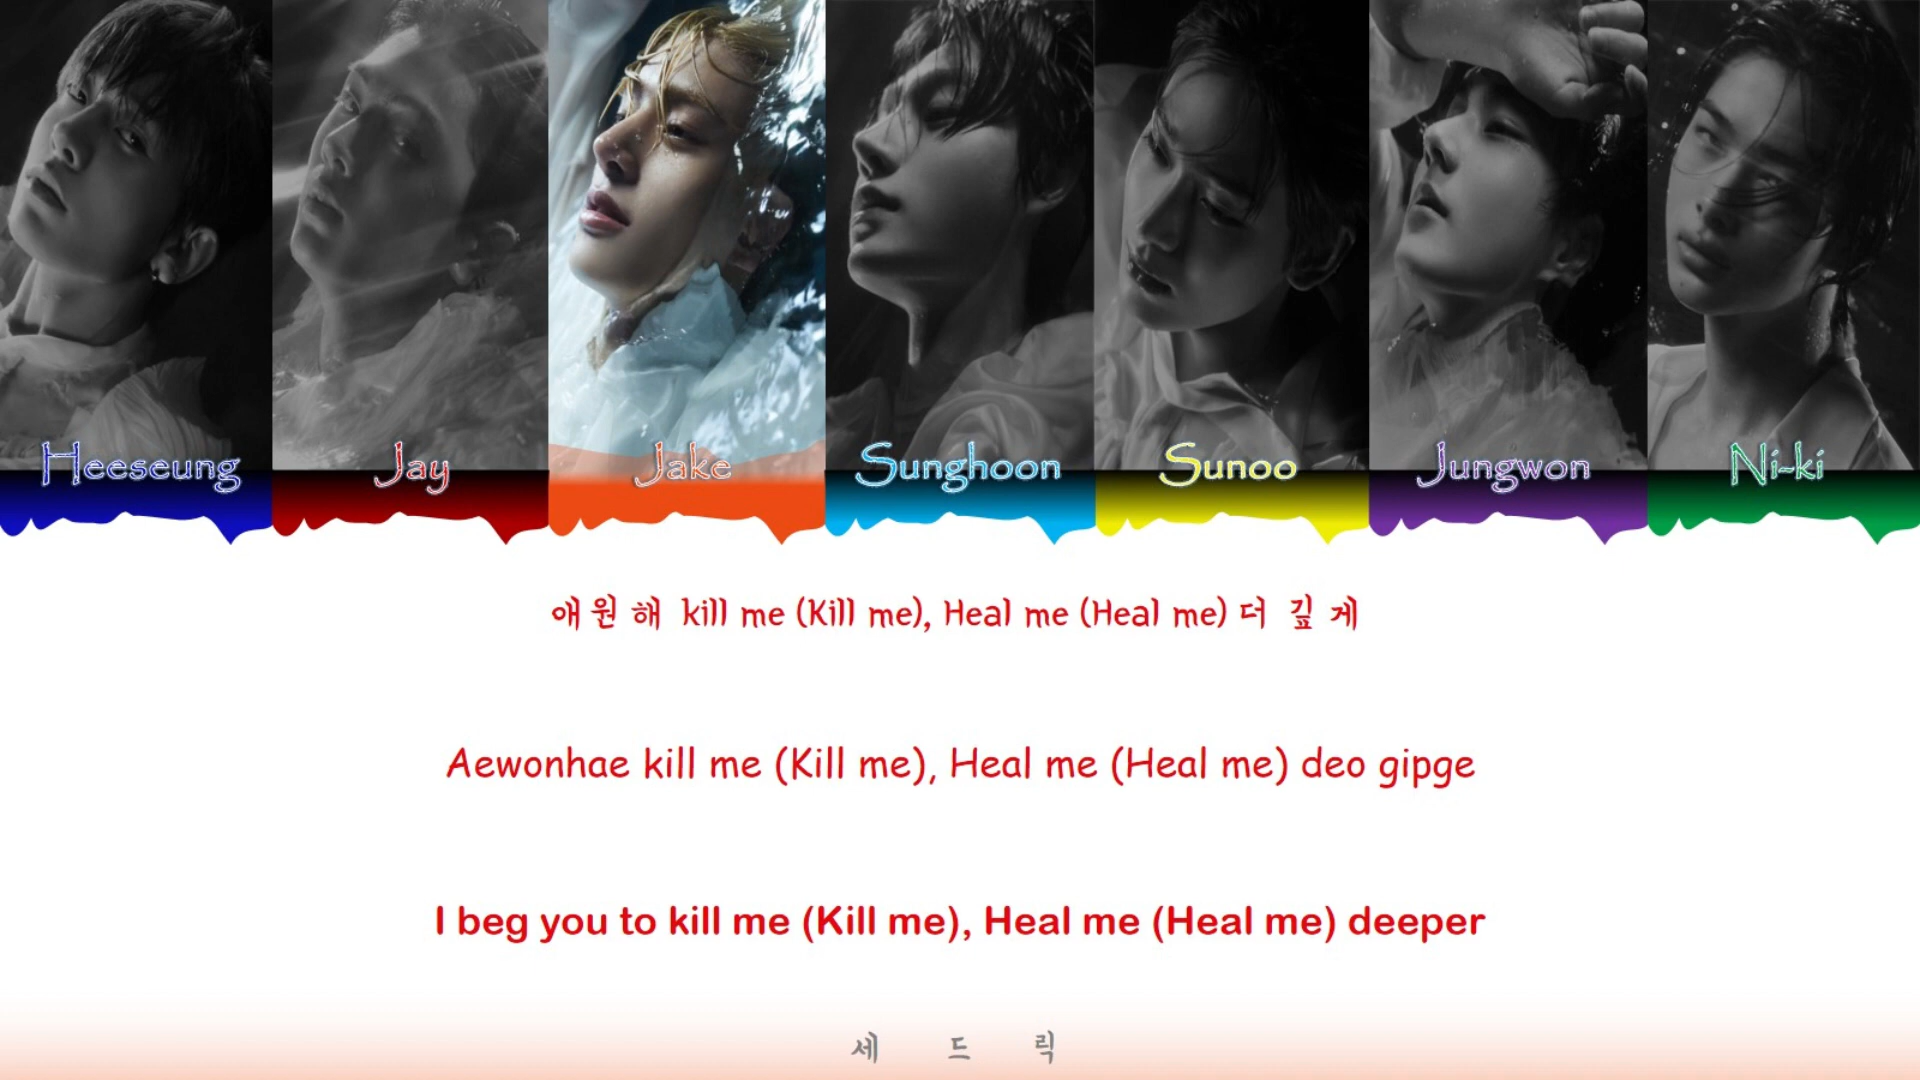 Heeseung Jay Jake Sunghoon Sunoo Jungwon Ni-ki
애원해 kill me (Kill me), Heal me (Heal me) 더 깊게
Aewonhae kill me (Kill me), Heal me (Heal me) deo gipge
I beg you to kill me (Kill me), Heal me (Heal me) deeper
세 드 릭